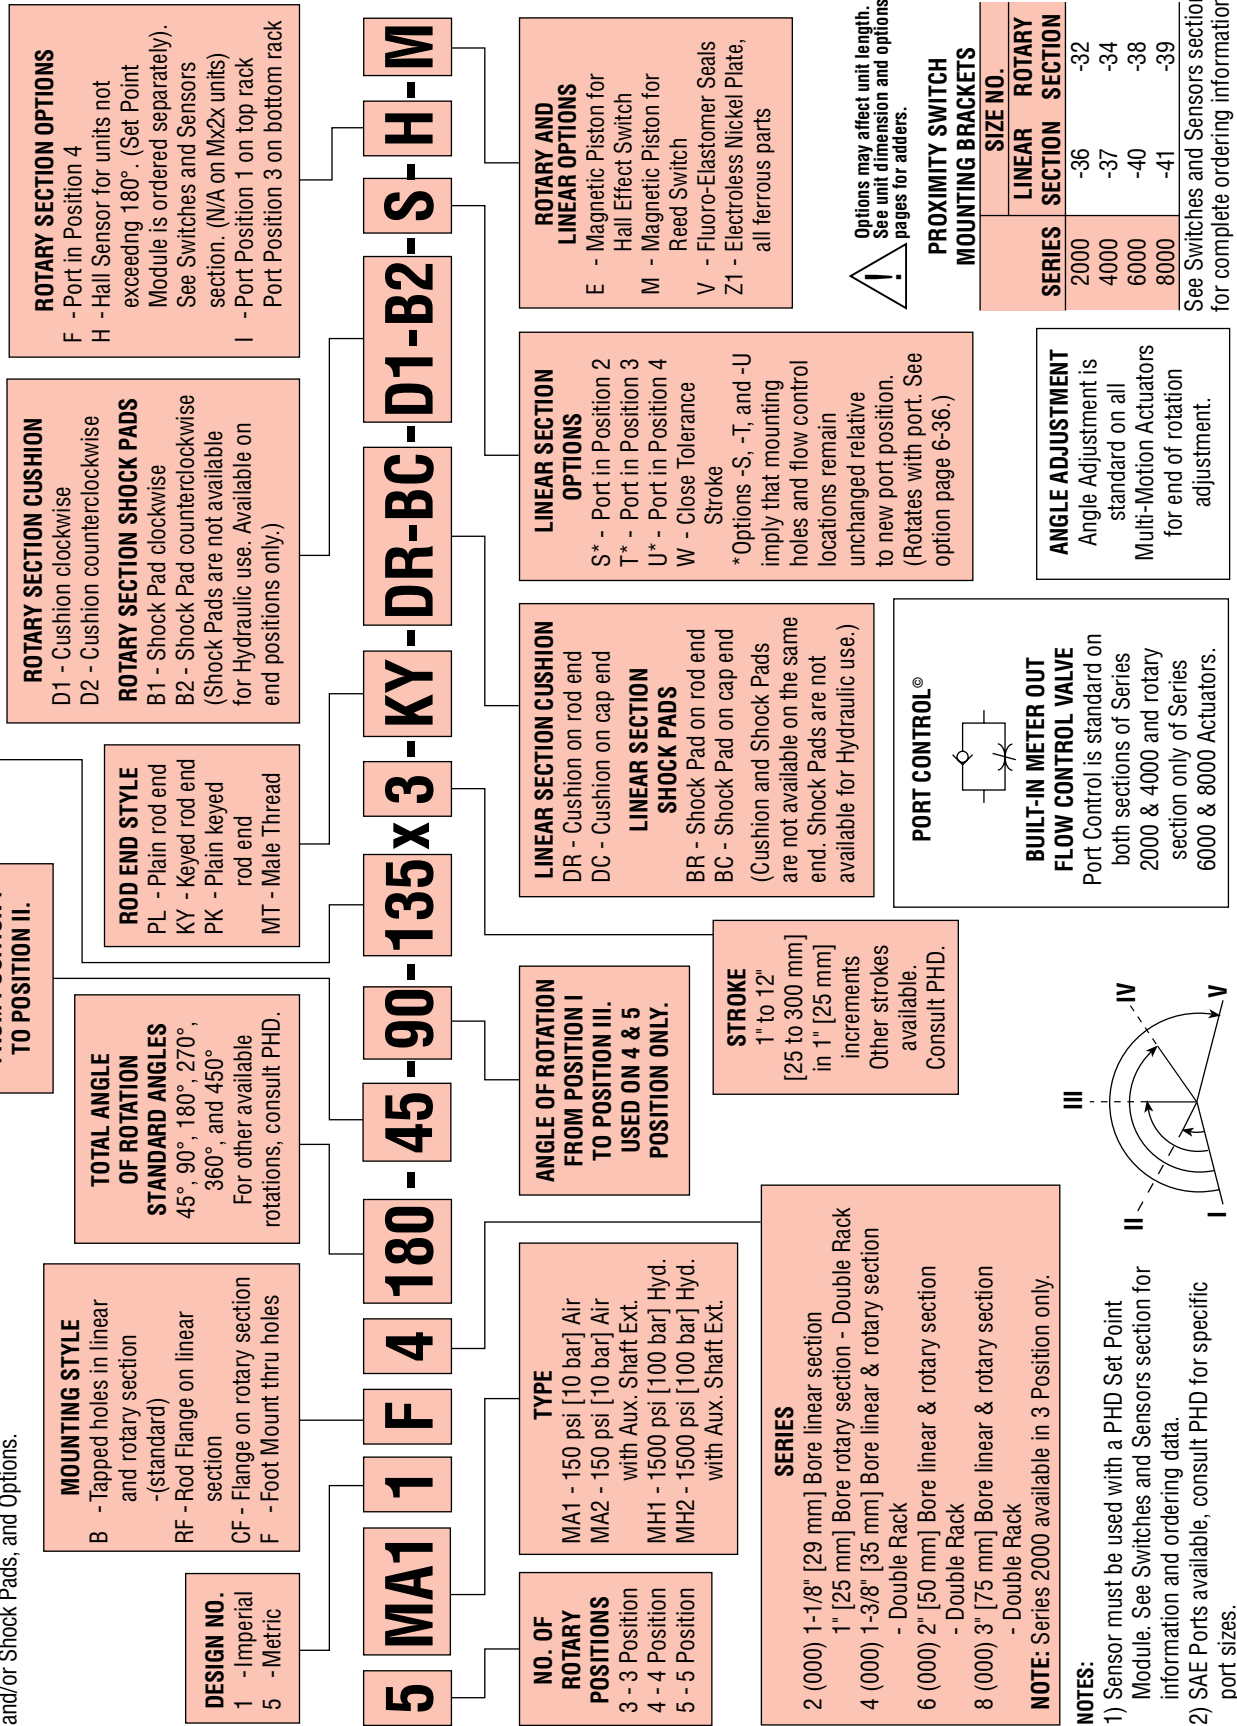 and/or Shock Pads, and Options.
TO POSITION II.
DESIGN NO.
1 - Imperial
5 - Metric
MOUNTING STYLE
B - Tapped holes in linear
and rotary section
-(standard)
RF - Rod Flange on linear
section
CF - Flange on rotary section
F - Foot Mount thru holes
TOTAL ANGLE
OF ROTATION
STANDARD ANGLES
45°, 90°, 180°, 270°,
360°, and 450°
For other available
rotations, consult PHD.
ROD END STYLE
PL - Plain rod end
KY - Keyed rod end
PK - Plain keyed
rod end
MT - Male Thread
ROTARY SECTION CUSHION
D1 - Cushion clockwise
D2 - Cushion counterclockwise
ROTARY SECTION SHOCK PADS
B1 - Shock Pad clockwise
B2 - Shock Pad counterclockwise
(Shock Pads are not available
for Hydraulic use. Available on
end positions only.)
ROTARY SECTION OPTIONS
F - Port in Position 4
H - Hall Sensor for units not
exceedng 180°. (Set Point
Module is ordered separately).
See Switches and Sensors
section. (N/A on Mx2x units)
I - Port Position 1 on top rack
Port Position 3 on bottom rack
5 MA1 1 F 4 180 - 45 - 90 - 135 x 3 - KY - DR-BC - D1-B2 - S - H - M
NO. OF
ROTARY
POSITIONS
3 - 3 Position
4 - 4 Position
5 - 5 Position
TYPE
MA1 - 150 psi [10 bar] Air
MA2 - 150 psi [10 bar] Air
with Aux. Shaft Ext.
MH1 - 1500 psi [100 bar] Hyd.
MH2 - 1500 psi [100 bar] Hyd.
with Aux. Shaft Ext.
ANGLE OF ROTATION
FROM POSITION I
TO POSITION III.
USED ON 4 & 5
POSITION ONLY.
LINEAR SECTION CUSHION
DR - Cushion on rod end
DC - Cushion on cap end
LINEAR SECTION
SHOCK PADS
BR - Shock Pad on rod end
BC - Shock Pad on cap end
(Cushion and Shock Pads
are not available on the same
end. Shock Pads are not
available for Hydraulic use.)
LINEAR SECTION
OPTIONS
S* - Port in Position 2
T* - Port in Position 3
U* - Port in Position 4
W - Close Tolerance
Stroke
*Options -S, -T, and -U
imply that mounting
holes and flow control
locations remain
unchanged relative
to new port position.
(Rotates with port. See
option page 6-36.)
ROTARY AND
LINEAR OPTIONS
E - Magnetic Piston for
Hall Effect Switch
M - Magnetic Piston for
Reed Switch
V - Fluoro-Elastomer Seals
Z1 - Electroless Nickel Plate,
all ferrous parts
SERIES
2 (000) 1-1/8" [29 mm] Bore linear section
1" [25 mm] Bore rotary section - Double Rack
4 (000) 1-3/8" [35 mm] Bore linear & rotary section
- Double Rack
6 (000) 2" [50 mm] Bore linear & rotary section
- Double Rack
8 (000) 3" [75 mm] Bore linear & rotary section
- Double Rack
NOTE: Series 2000 available in 3 Position only.
STROKE
1" to 12"
[25 to 300 mm]
in 1" [25 mm]
increments
Other strokes
available.
Consult PHD.
! Options may affect unit length.
See unit dimension and options
pages for adders.
PORT CONTROL©
BUILT-IN METER OUT
FLOW CONTROL VALVE
Port Control is standard on
both sections of Series
2000 & 4000 and rotary
section only of Series
6000 & 8000 Actuators.
ANGLE ADJUSTMENT
Angle Adjustment is
standard on all
Multi-Motion Actuators
for end of rotation
adjustment.
PROXIMITY SWITCH
MOUNTING BRACKETS
SIZE NO.
SERIES LINEAR SECTION ROTARY SECTION
2000 -36 -32
4000 -37 -34
6000 -40 -38
8000 -41 -39
See Switches and Sensors section
for complete ordering information
NOTES:
1) Sensor must be used with a PHD Set Point
Module. See Switches and Sensors section for
information and ordering data.
2) SAE Ports available, consult PHD for specific
port sizes.
I II III IV V